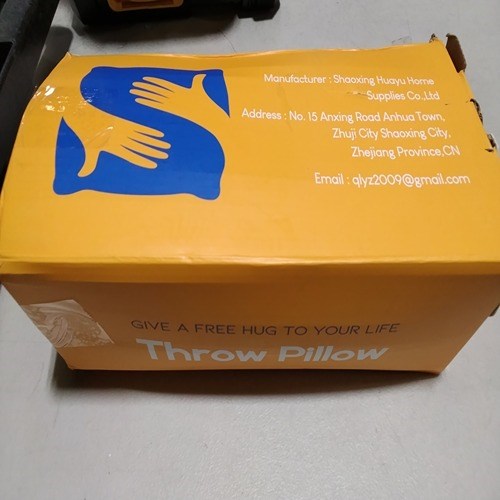 Manufacturer : Shaoxing Huayu Home
Supplies Co.,Ltd
Address : No. 15 Anxing Road Anhua Town,
Zhuji City Shaoxing City,
Zhejiang Province,CN
Email : qlyz2009@gmail.com
GIVE A FREE HUG TO YOUR LIFE
Throw Pillow